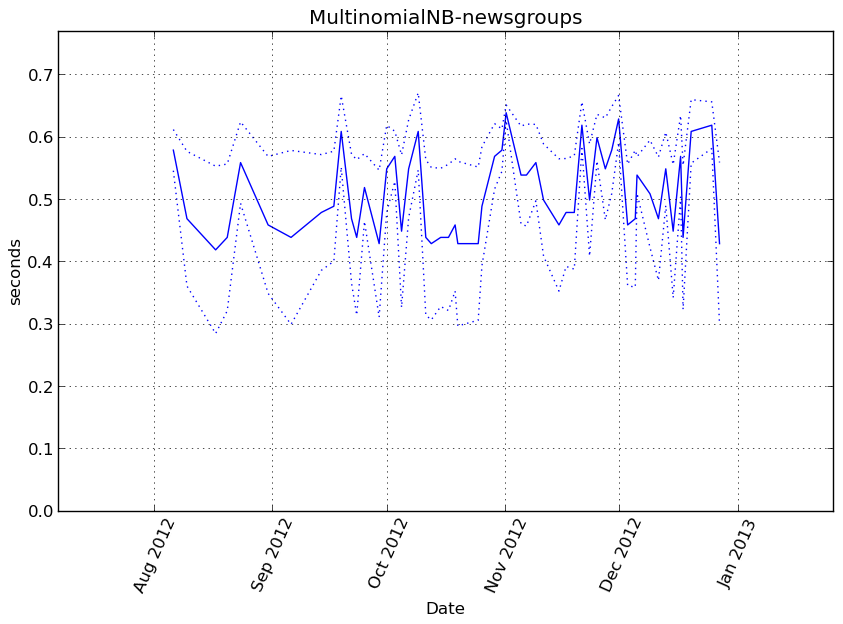 MultinomialNB-newsgroups
seconds
0.7
0.6
0.5
0.4
0.3
0.2
0.1
0.0
Aug 2012
Sep 2012
Oct 2012
Nov 2012
Dec 2012
Jan 2013
Date